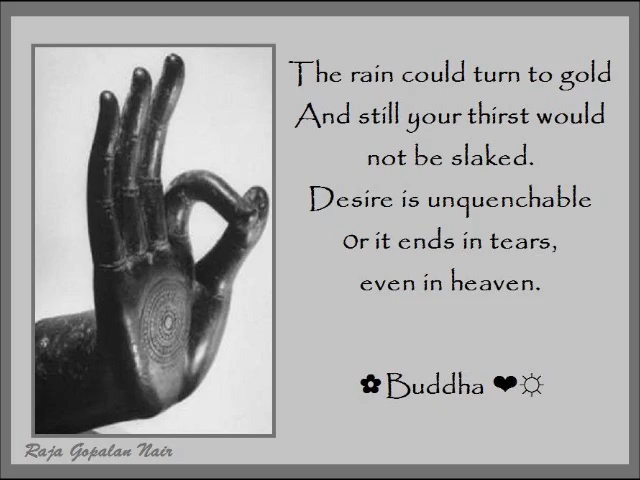 The rain could turn to gold
And still your thirst would
not be slaked.
Desire is unquenchable
0r it ends in tears,
even in heaven.
✿Buddha ❤☼
Raja Gopalan Nair